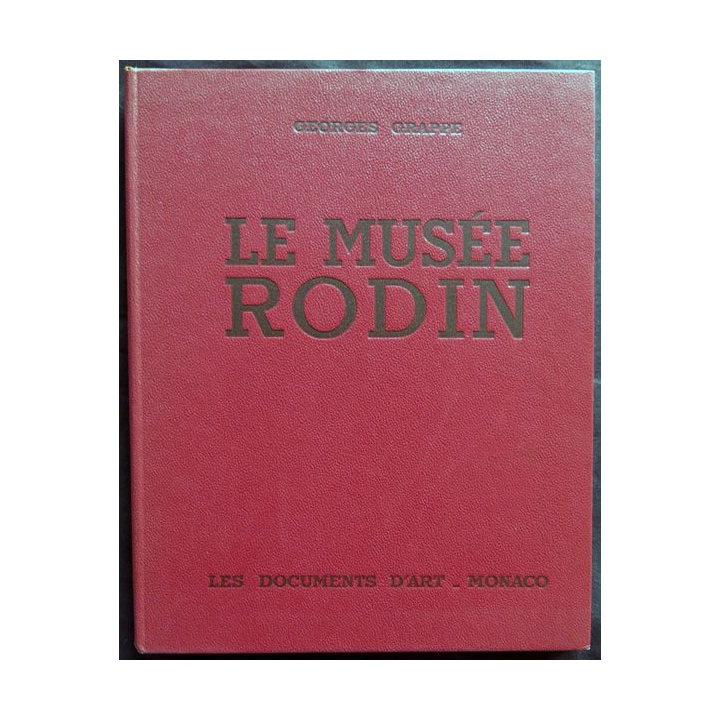 GEORGES GRAPPE
LE MUSÉE
RODIN
LES DOCUMENTS D'ART _ MONACO